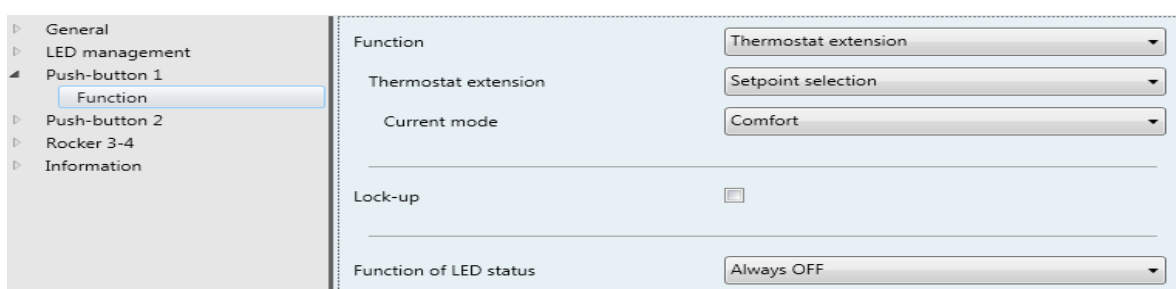 General
LED management
Push-button 1
Function
Push-button 2
Rocker 3-4
Information
Function Thermostat extension
Thermostat extension Setpoint selection
Current mode Comfort
Lock-up
Function of LED status Always OFF